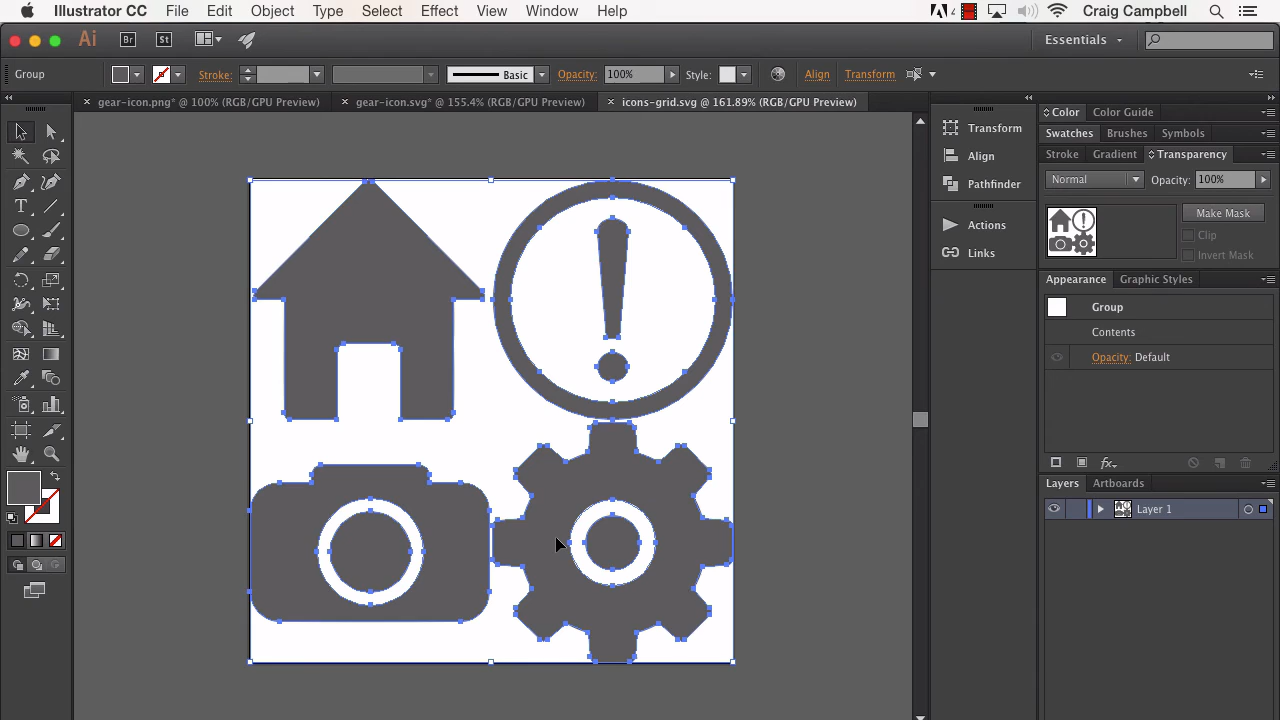 Illustrator CC File Edit Object Type Select Effect View Window Help 4 Craig Campbell
Ai Br St Essentials
Group Stroke: Basic Opacity: 100% Style: Align Transform
× gear-icon.png* @ 100% (RGB/GPU Preview) × gear-icon.svg* @ 155.4% (RGB/GPU Preview) × icons-grid.svg @ 161.89% (RGB/GPU Preview)
Color Color Guide
Transform
Swatches Brushes Symbols
Align
Stroke Gradient Transparency
Pathfinder
Normal Opacity: 100%
Actions
Make Mask
Links
Clip
Invert Mask
Appearance Graphic Styles
Group
Contents
Opacity: Default
fx
Layers Artboards
Layer 1
T
!